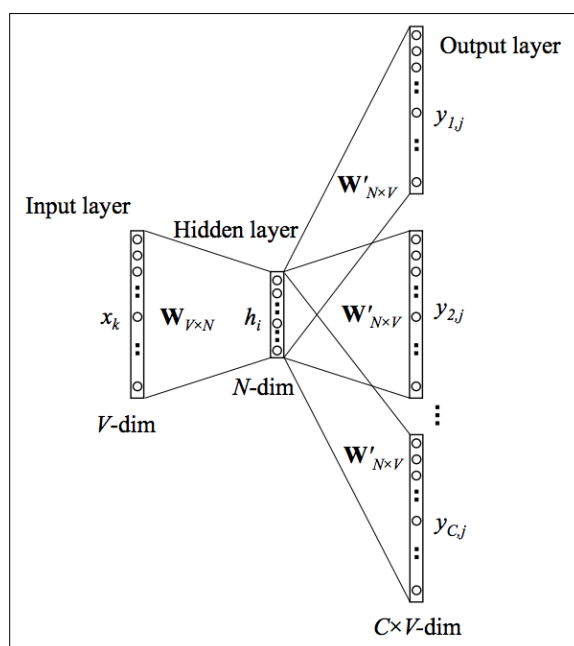 Output layer
y1,j
W'N×V
Input layer
Hidden layer
xk
WV×N
hi
W'N×V
y2,j
N-dim
V-dim
W'N×V
yC,j
C×V-dim